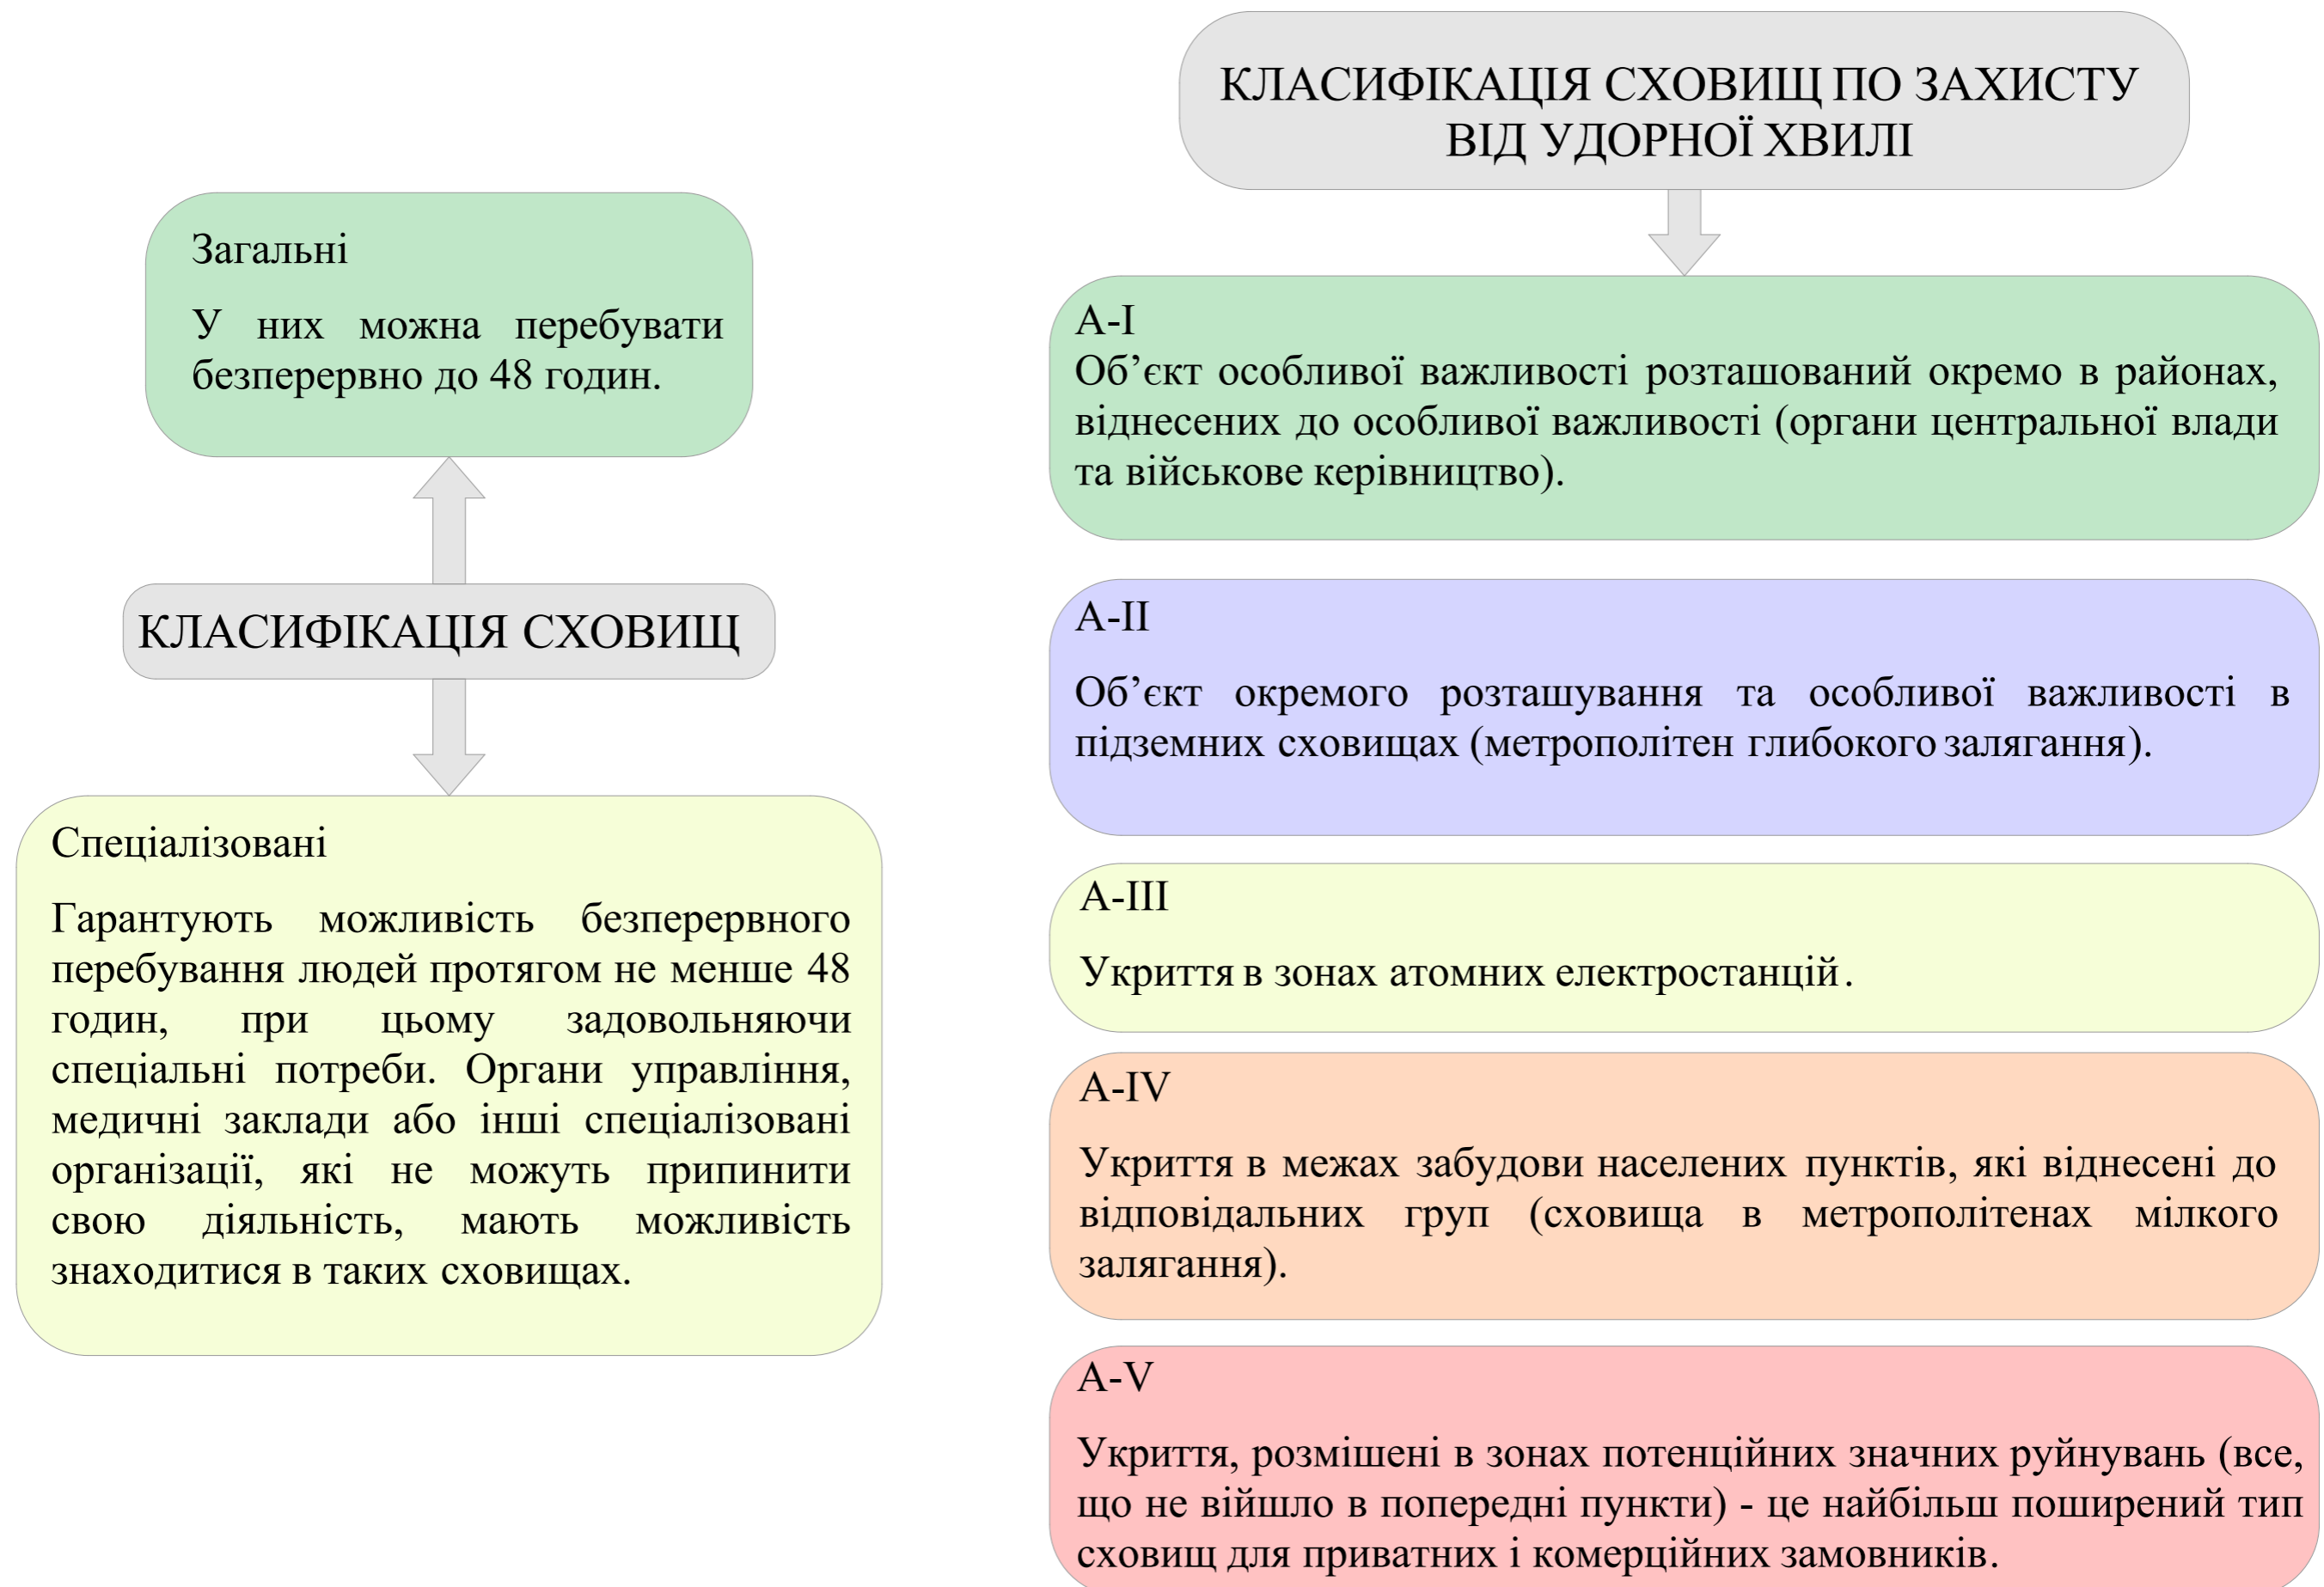 Загальні
У них можна перебувати
безперервно до 48 годин.
КЛАСИФІКАЦІЯ СХОВИЩ
Спеціалізовані
Гарантують можливість безперервного
перебування людей протягом не менше 48
годин, при цьому задовольняючи
спеціальні потреби. Органи управління,
медичні заклади або інші спеціалізовані
організації, які не можуть припинити
свою діяльність, мають можливість
знаходитися в таких сховищах.
КЛАСИФІКАЦІЯ СХОВИЩ ПО ЗАХИСТУ
ВІД УДОРНОЇ ХВИЛІ
А-I
Об’єкт особливої важливості розташований окремо в районах,
віднесених до особливої важливості (органи центральної влади
та військове керівництво).
А-II
Об’єкт окремого розташування та особливої важливості в
підземних сховищах (метрополітен глибокого залягання).
А-III
Укриття в зонах атомних електростанцій.
А-IV
Укриття в межах забудови населених пунктів, які віднесені до
відповідальних груп (сховища в метрополітенах мілкого
залягання).
А-V
Укриття, розмішені в зонах потенційних значних руйнувань (все,
що не війшло в попередні пункти) - це найбільш поширений тип
сховищ для приватних і комерційних замовників.